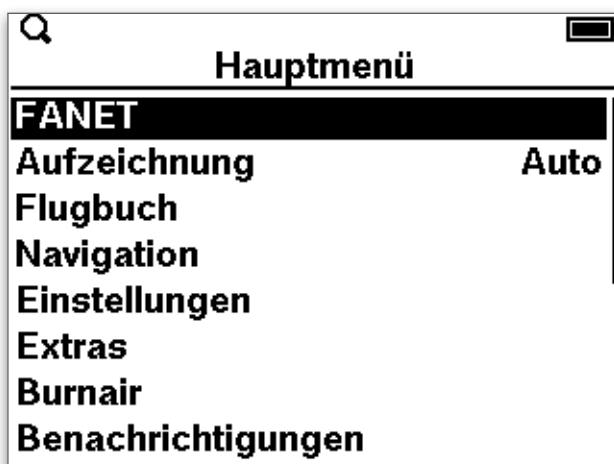 Hauptmenü
FANET
Aufzeichnung Auto
Flugbuch
Navigation
Einstellungen
Extras
Burnair
Benachrichtigungen